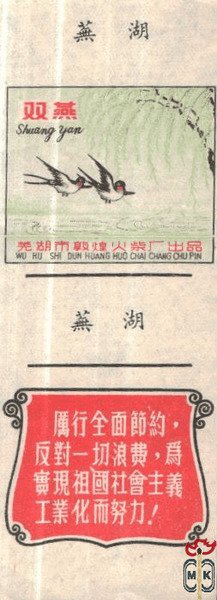 蕪湖
双燕
Shuang yan
芜湖市敦煌火柴厂出品
WU HU SHI DUN HUANG HUO CHAI CHANG CHU PIN
蕪湖
厲行全面節約，
反對一切浪費，爲
實現祖國社會主義
工業化而努力！
MK